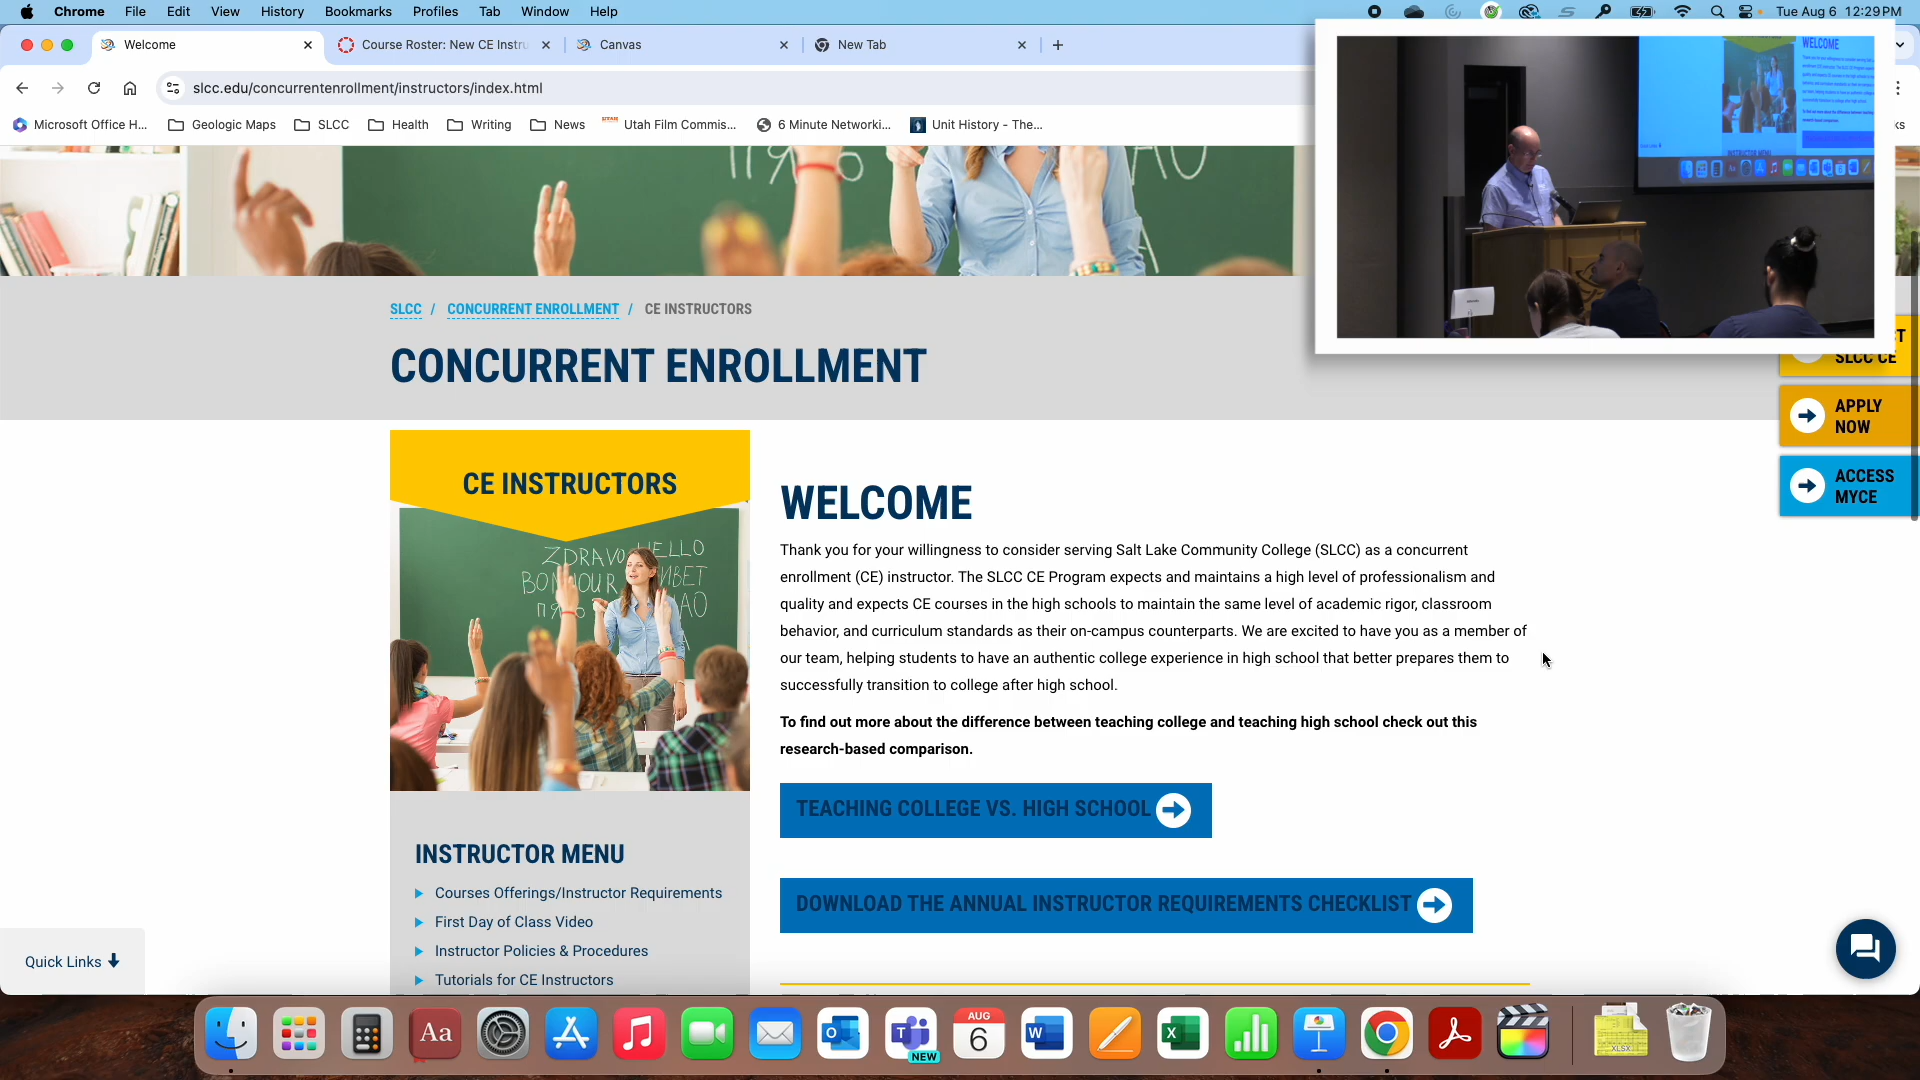 Chrome File Edit View History Bookmarks Profiles Tab Window Help
Tue Aug 6 12:29 PM
Welcome
Course Roster: New CE Instru
Canvas
New Tab
slcc.edu/concurrentenrollment/instructors/index.html
Microsoft Office H...
Geologic Maps
SLCC
Health
Writing
News
Utah Film Commis...
6 Minute Networki...
Unit History - The...
ks
WELCOME
SLCC / CONCURRENT ENROLLMENT / CE INSTRUCTORS
CONCURRENT ENROLLMENT
SLCC CE
APPLY
NOW
ACCESS
MYCE
CE INSTRUCTORS
ZDRAVO HELLO
BONJOUR
WELCOME
Thank you for your willingness to consider serving Salt Lake Community College (SLCC) as a concurrent
enrollment (CE) instructor. The SLCC CE Program expects and maintains a high level of professionalism and
quality and expects CE courses in the high schools to maintain the same level of academic rigor, classroom
behavior, and curriculum standards as their on-campus counterparts. We are excited to have you as a member of
our team, helping students to have an authentic college experience in high school that better prepares them to
successfully transition to college after high school.
To find out more about the difference between teaching college and teaching high school check out this
research-based comparison.
TEACHING COLLEGE VS. HIGH SCHOOL
DOWNLOAD THE ANNUAL INSTRUCTOR REQUIREMENTS CHECKLIST
INSTRUCTOR MENU
Courses Offerings/Instructor Requirements
First Day of Class Video
Instructor Policies & Procedures
Tutorials for CE Instructors
Quick Links
Aa
NEW
AUG
6
XLSX